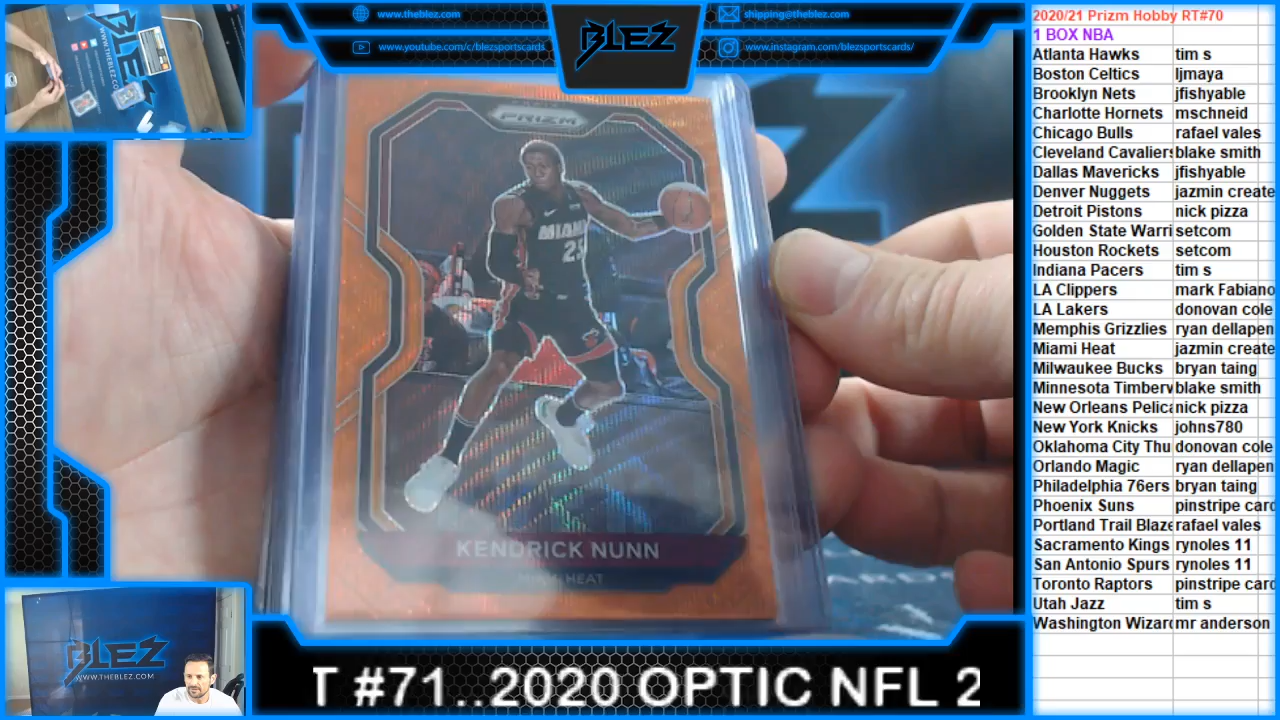 www.theblez.com
www.youtube.com/c/blezsportscards
BLEZ
shipping@theblez.com
www.instagram.com/blezsportscards/
PRIZM
MIAMI
25
KENDRICK NUNN
MIAMI HEAT
BLEZ
WWW.THEBLEZ.COM
T #71..2020 OPTIC NFL 2
2020/21 Prizm Hobby RT#70
1 BOX NBA
Atlanta Hawks tim s
Boston Celtics ljmaya
Brooklyn Nets jfishyable
Charlotte Hornets mschneid
Chicago Bulls rafael vales
Cleveland Cavaliers blake smith
Dallas Mavericks jfishyable
Denver Nuggets jazmin create
Detroit Pistons nick pizza
Golden State Warri setcom
Houston Rockets setcom
Indiana Pacers tim s
LA Clippers mark Fabiano
LA Lakers donovan cole
Memphis Grizzlies ryan dellapen
Miami Heat jazmin create
Milwaukee Bucks bryan taing
Minnesota Timberv blake smith
New Orleans Pelica nick pizza
New York Knicks johns780
Oklahoma City Thu donovan cole
Orlando Magic ryan dellapen
Philadelphia 76ers bryan taing
Phoenix Suns pinstripe card
Portland Trail Blaze rafael vales
Sacramento Kings rynoles 11
San Antonio Spurs rynoles 11
Toronto Raptors pinstripe card
Utah Jazz tim s
Washington Wizard mr anderson